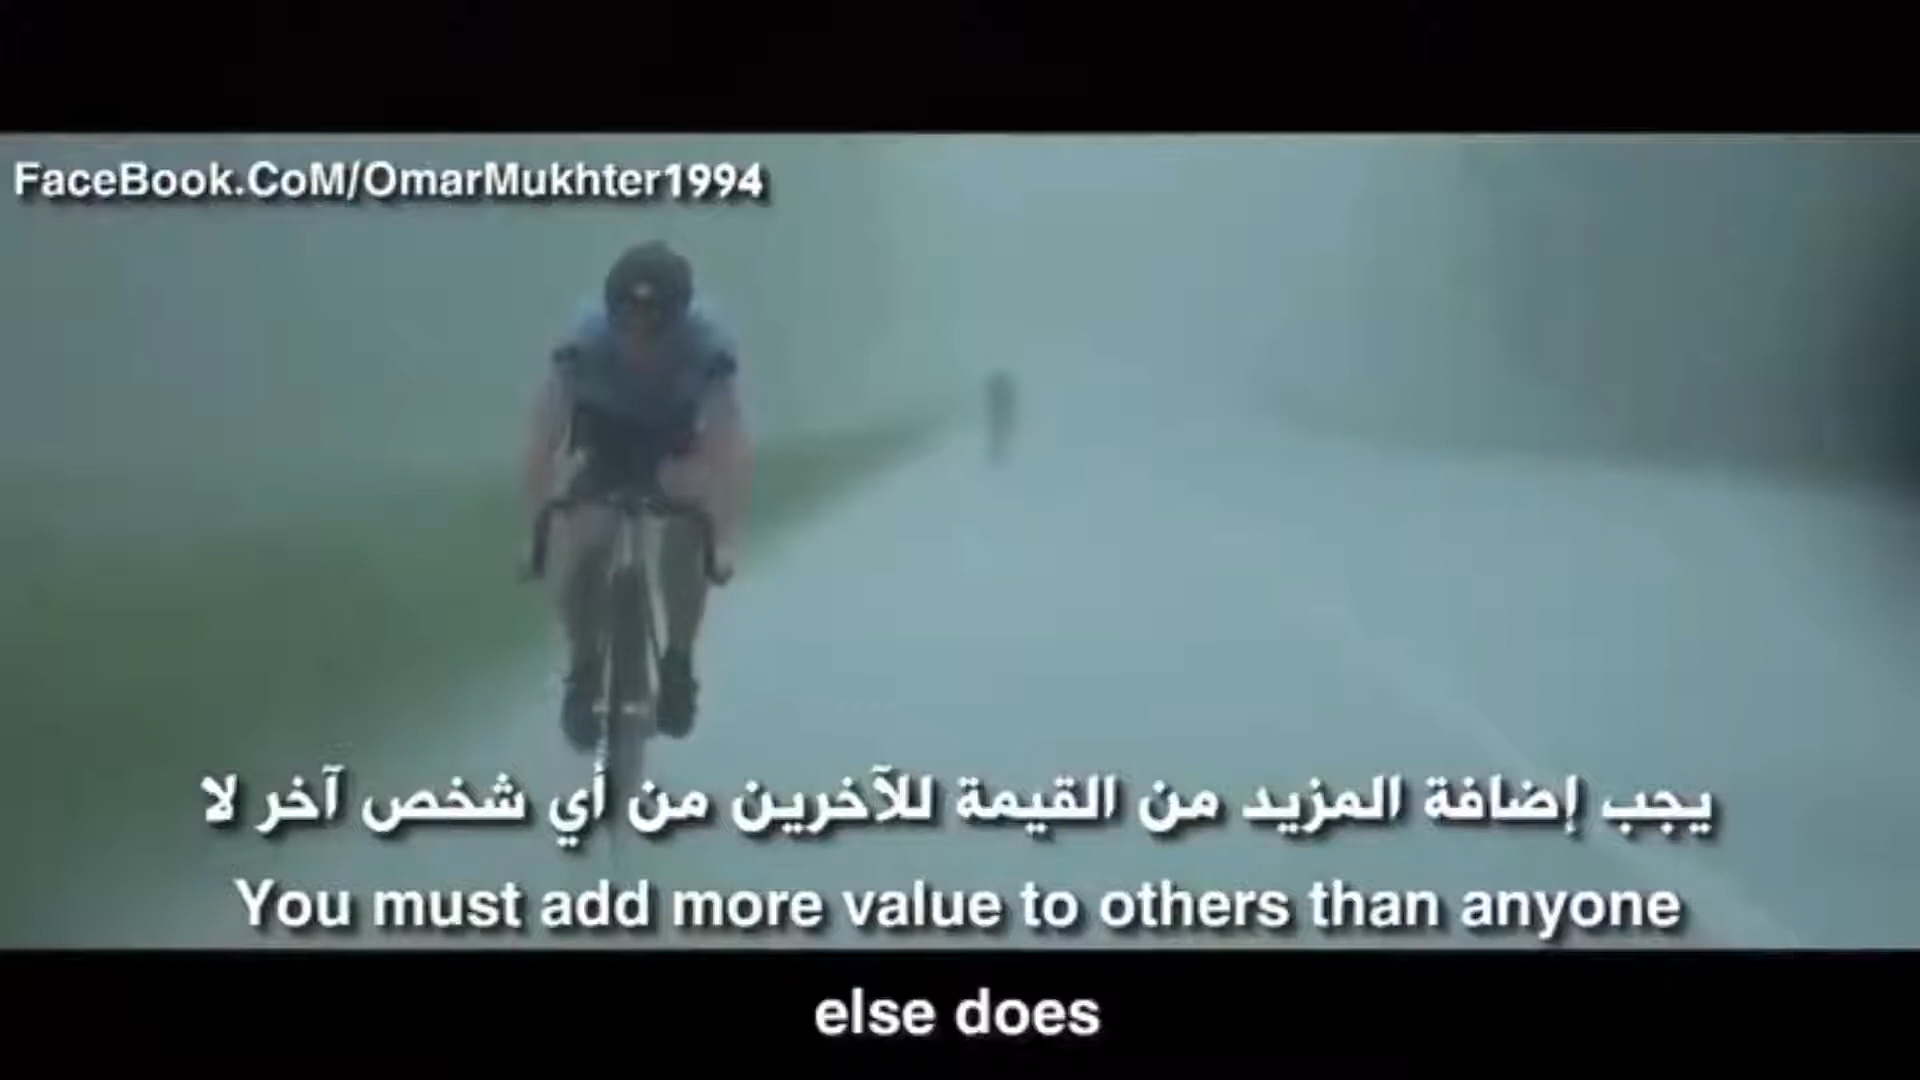 FaceBook.CoM/OmarMukhter1994
يجب إضافة المزيد من القيمة للآخرين من أي شخص آخر لا
You must add more value to others than anyone
else does